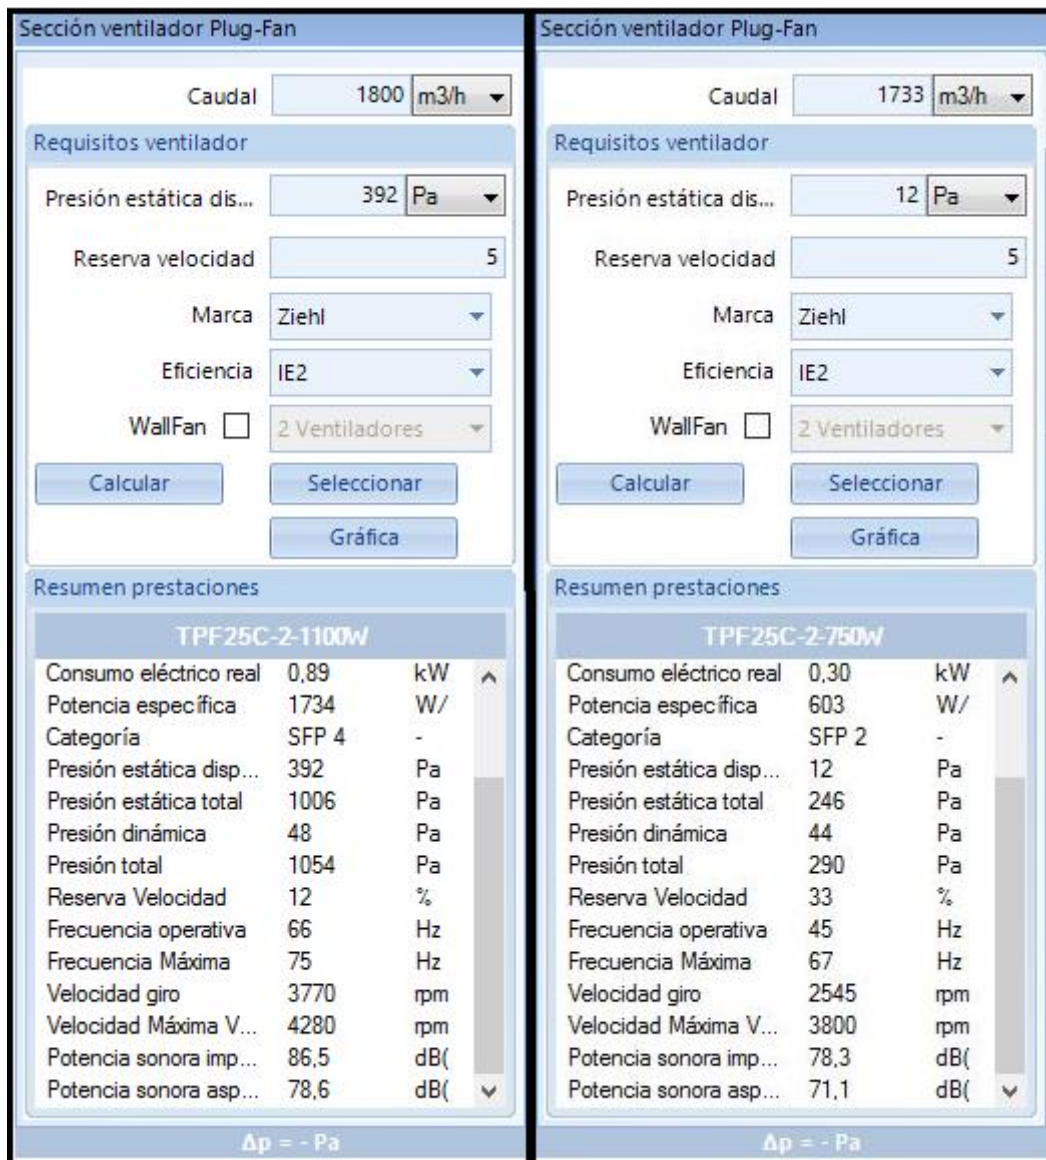 Sección ventilador Plug-Fan
Caudal 1800 m3/h
Requisitos ventilador
Presión estática dis... 392 Pa
Reserva velocidad 5
Marca Ziehl
Eficiencia IE2
WallFan 2 Ventiladores
Calcular Seleccionar
Gráfica
Resumen prestaciones
TPF25C-2-1100W
Consumo eléctrico real 0,89 kW
Potencia específica 1734 W/
Categoría SFP 4 -
Presión estática disp... 392 Pa
Presión estática total 1006 Pa
Presión dinámica 48 Pa
Presión total 1054 Pa
Reserva Velocidad 12 %
Frecuencia operativa 66 Hz
Frecuencia Máxima 75 Hz
Velocidad giro 3770 rpm
Velocidad Máxima V... 4280 rpm
Potencia sonora imp... 86,5 dB(
Potencia sonora asp... 78,6 dB(
Δp = - Pa
Sección ventilador Plug-Fan
Caudal 1733 m3/h
Requisitos ventilador
Presión estática dis... 12 Pa
Reserva velocidad 5
Marca Ziehl
Eficiencia IE2
WallFan 2 Ventiladores
Calcular Seleccionar
Gráfica
Resumen prestaciones
TPF25C-2-750W
Consumo eléctrico real 0,30 kW
Potencia específica 603 W/
Categoría SFP 2 -
Presión estática disp... 12 Pa
Presión estática total 246 Pa
Presión dinámica 44 Pa
Presión total 290 Pa
Reserva Velocidad 33 %
Frecuencia operativa 45 Hz
Frecuencia Máxima 67 Hz
Velocidad giro 2545 rpm
Velocidad Máxima V... 3800 rpm
Potencia sonora imp... 78,3 dB(
Potencia sonora asp... 71,1 dB(
Δp = - Pa